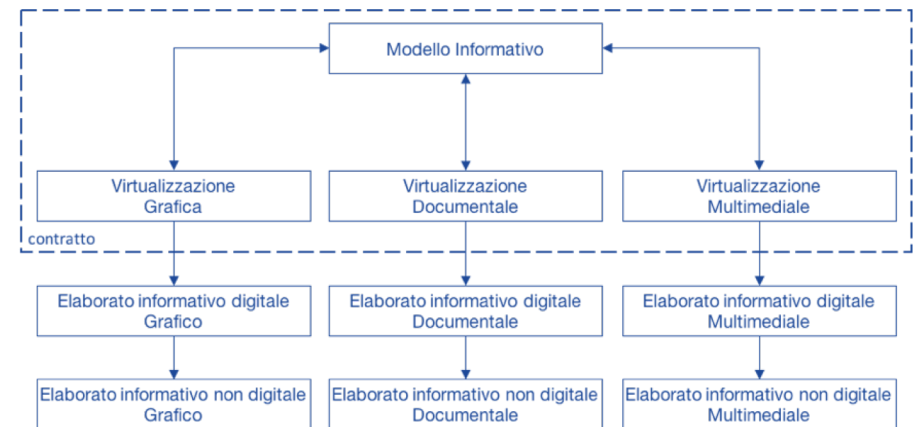 Modello Informativo
Virtualizzazione
Grafica
Virtualizzazione
Documentale
Virtualizzazione
Multimediale
contratto
Elaborato informativo digitale
Grafico
Elaborato informativo digitale
Documentale
Elaborato informativo digitale
Multimediale
Elaborato informativo non digitale
Grafico
Elaborato informativo non digitale
Documentale
Elaborato informativo non digitale
Multimediale